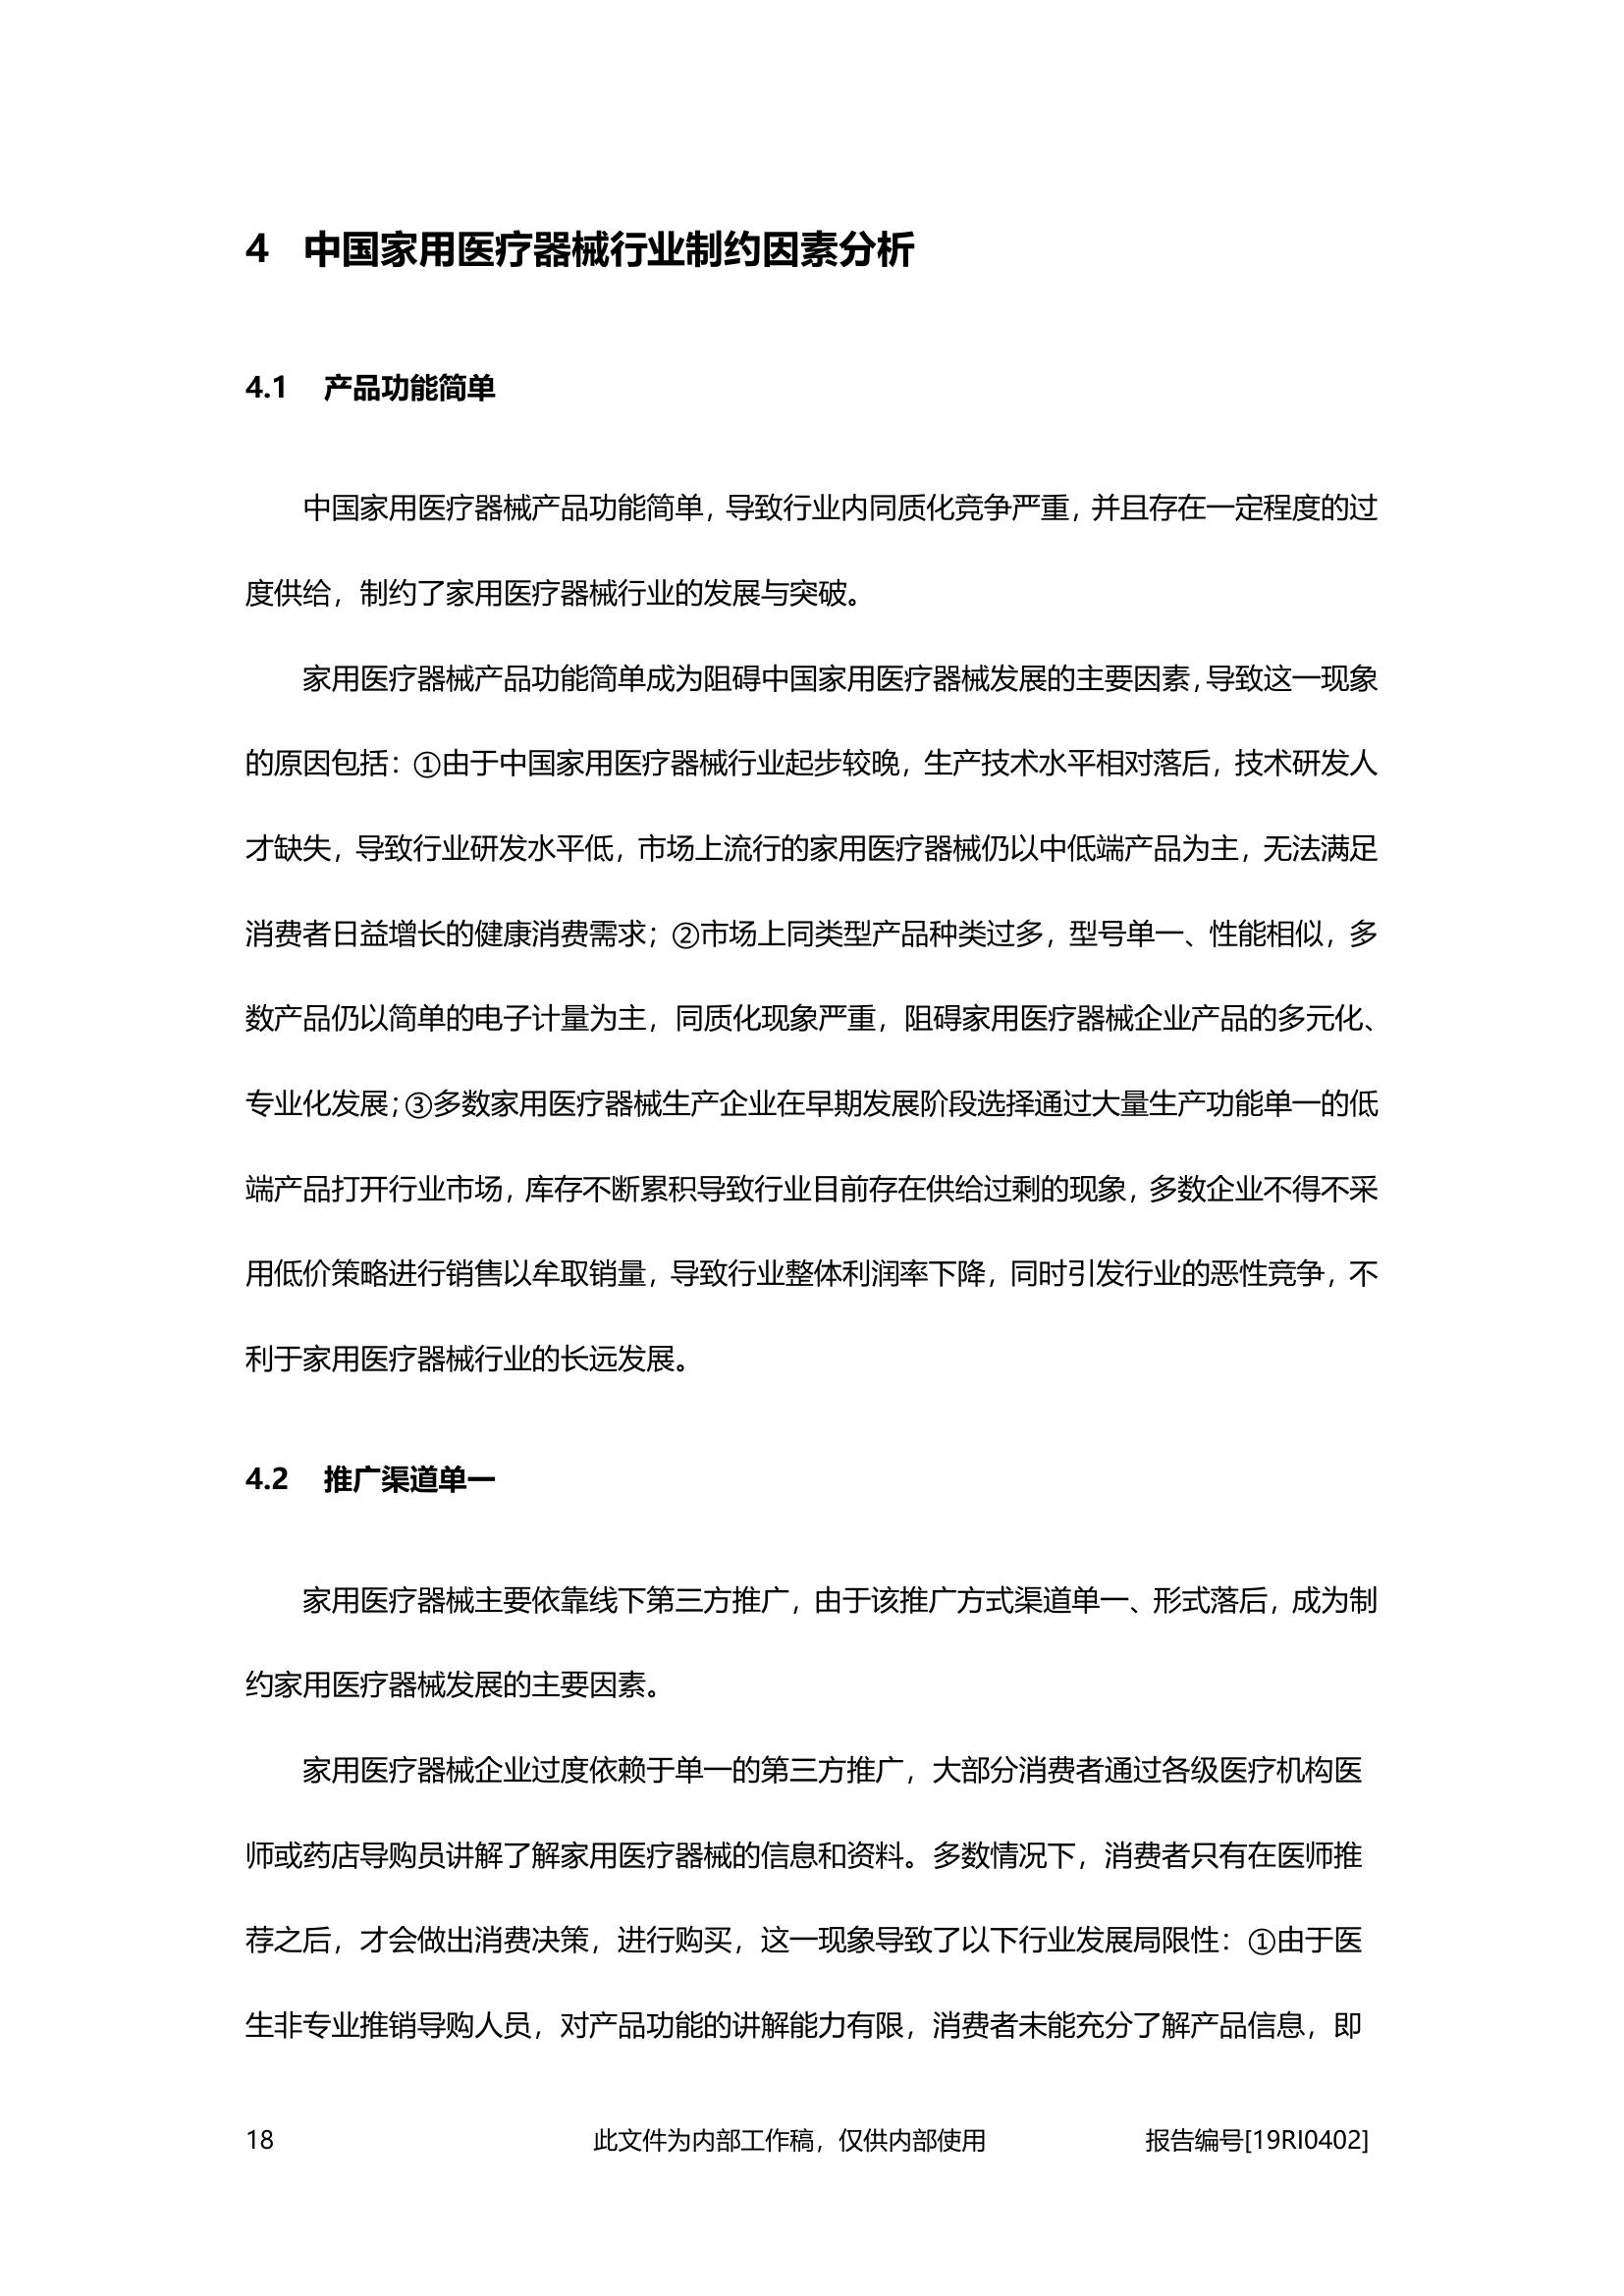 4 中国家用医疗器械行业制约因素分析
4.1 产品功能简单
中国家用医疗器械产品功能简单，导致行业内同质化竞争严重，并且存在一定程度的过
度供给，制约了家用医疗器械行业的发展与突破。
家用医疗器械产品功能简单成为阻碍中国家用医疗器械发展的主要因素，导致这一现象
的原因包括：①由于中国家用医疗器械行业起步较晚，生产技术水平相对落后，技术研发人
才缺失，导致行业研发水平低，市场上流行的家用医疗器械仍以中低端产品为主，无法满足
消费者日益增长的健康消费需求；②市场上同类型产品种类过多，型号单一、性能相似，多
数产品仍以简单的电子计量为主，同质化现象严重，阻碍家用医疗器械企业产品的多元化、
专业化发展；③多数家用医疗器械生产企业在早期发展阶段选择通过大量生产功能单一的低
端产品打开行业市场，库存不断累积导致行业目前存在供给过剩的现象，多数企业不得不采
用低价策略进行销售以牟取销量，导致行业整体利润率下降，同时引发行业的恶性竞争，不
利于家用医疗器械行业的长远发展。
4.2 推广渠道单一
家用医疗器械主要依靠线下第三方推广，由于该推广方式渠道单一、形式落后，成为制
约家用医疗器械发展的主要因素。
家用医疗器械企业过度依赖于单一的第三方推广，大部分消费者通过各级医疗机构医
师或药店导购员讲解了解家用医疗器械的信息和资料。多数情况下，消费者只有在医师推
荐之后，才会做出消费决策，进行购买，这一现象导致了以下行业发展局限性：①由于医
生非专业推销导购人员，对产品功能的讲解能力有限，消费者未能充分了解产品信息，即
18 此文件为内部工作稿，仅供内部使用 报告编号[19RI0402]